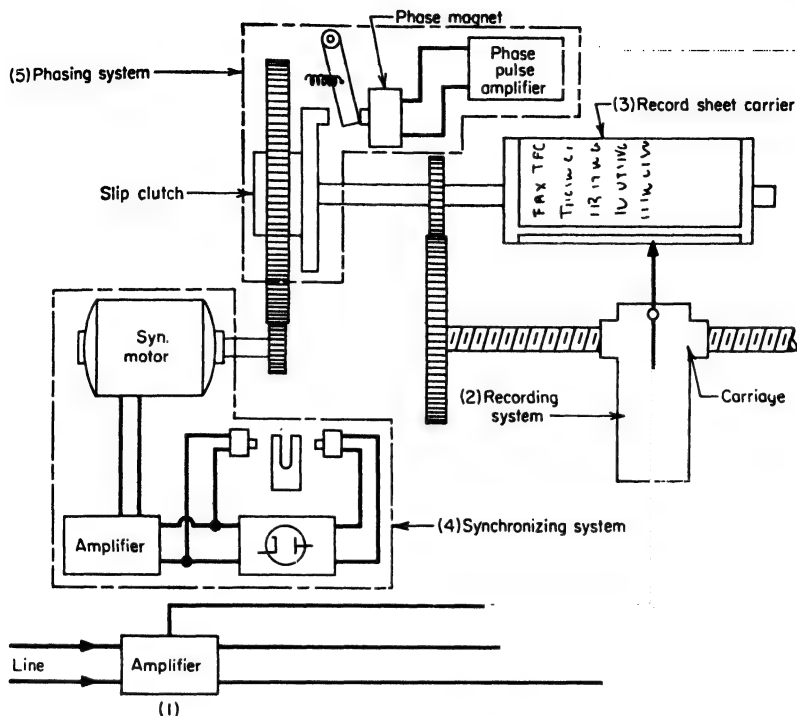 Phase magnet
Phase
pulse
amplifier
(5) Phasing system
(3) Record sheet carrier
FAX TFC
Slip clutch
Syn.
motor
(2) Recording
system
Carriage
(4) Synchronizing system
Amplifier
Line
Amplifier
(1)